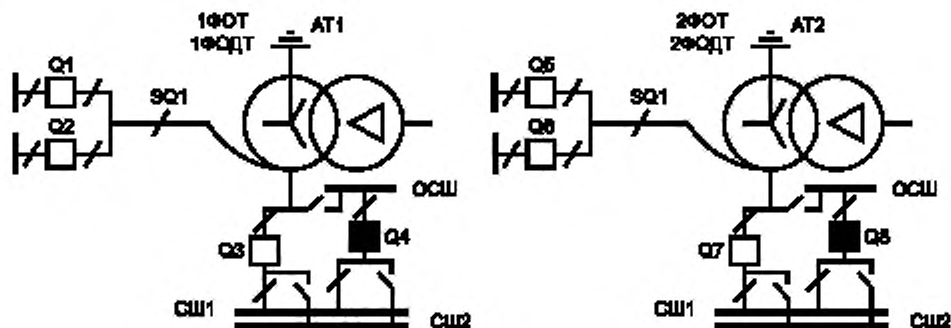 1ФОТ
1ФОДТ
АТ1
Q1
Q2
SQ1
ОСШ
Q3
Q4
СШ1
СШ2
2ФОТ
2ФОДТ
АТ2
Q5
Q6
SQ1
ОСШ
Q7
Q8
СШ1
СШ2